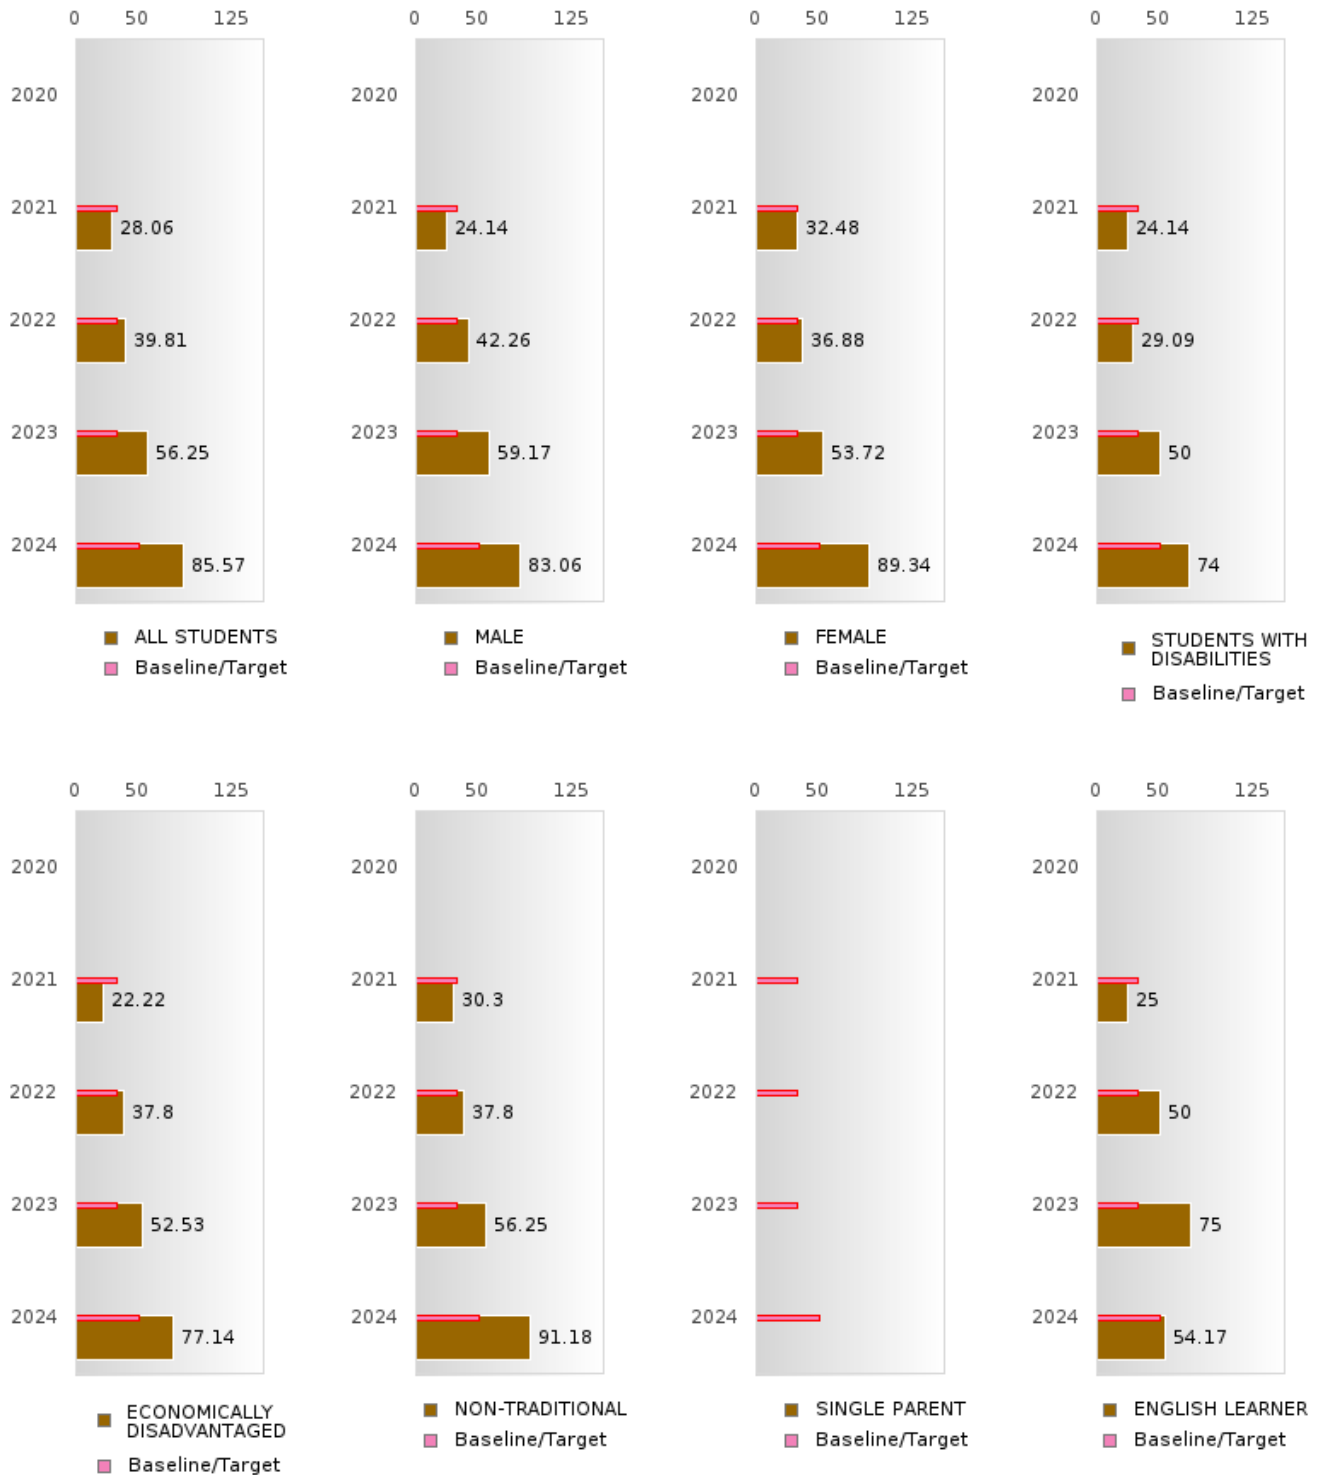 0 50 125 0 50 125 0 50 125 0 50 125
2020 2020 2020 2020
2021 28.06 2021 24.14 2021 32.48 2021 24.14
2022 39.81 2022 42.26 2022 36.88 2022 29.09
2023 56.25 2023 59.17 2023 53.72 2023 50
2024 85.57 2024 83.06 2024 89.34 2024 74
ALL STUDENTS MALE FEMALE STUDENTS WITH
DISABILITIES
Baseline/Target Baseline/Target Baseline/Target Baseline/Target
0 50 125 0 50 125 0 50 125 0 50 125
2020 2020 2020 2020
2021 22.22 2021 30.3 2021 2021 25
2022 37.8 2022 37.8 2022 2022 50
2023 52.53 2023 56.25 2023 2023 75
2024 77.14 2024 91.18 2024 2024 54.17
ECONOMICALLY NON-TRADITIONAL SINGLE PARENT ENGLISH LEARNER
DISADVANTAGED
Baseline/Target Baseline/Target Baseline/Target Baseline/Target